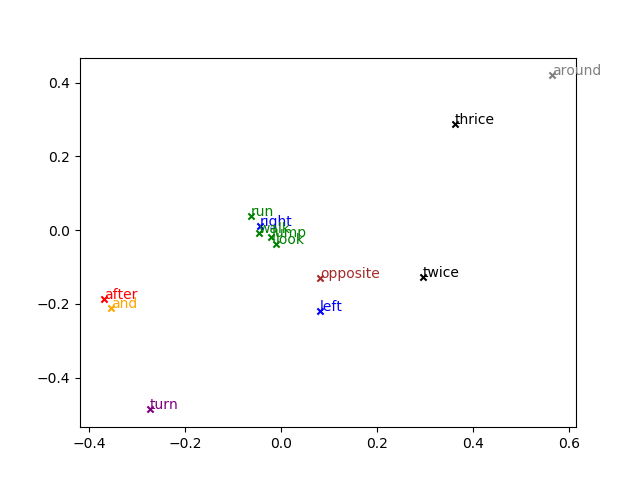 around
0.4
thrice
0.2
run
right
walk
jump
look
0.0
opposite
twice
after
and
left
−0.2
−0.4
turn
−0.4
−0.2
0.0
0.2
0.4
0.6